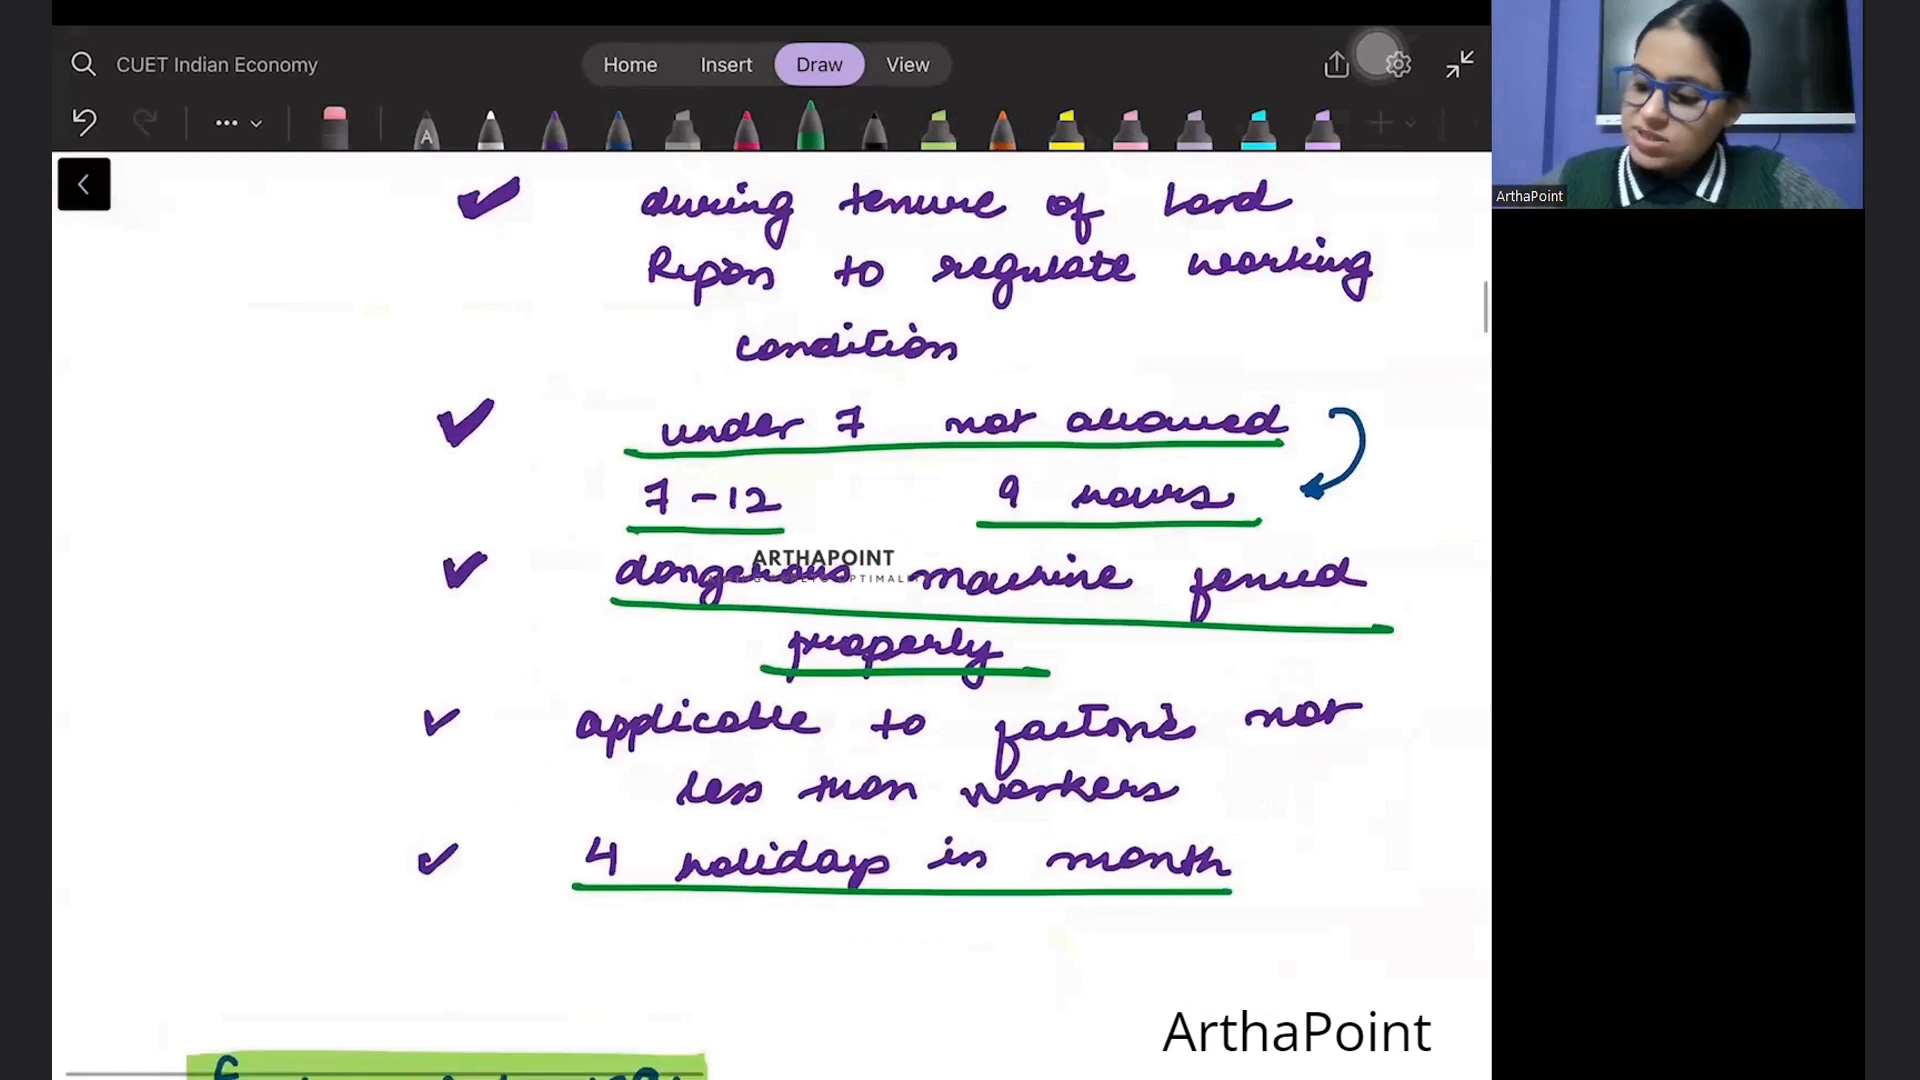 CUET Indian Economy
Home Insert Draw View
A
ArthaPoint
during tenure of Lord
Ripon to regulate working
condition
under 7 not allowed
7-12 9 hours
ARTHAPOINT
dangerous machine fenced
properly
applicable to factories not
less than workers
4 holidays in month
ArthaPoint